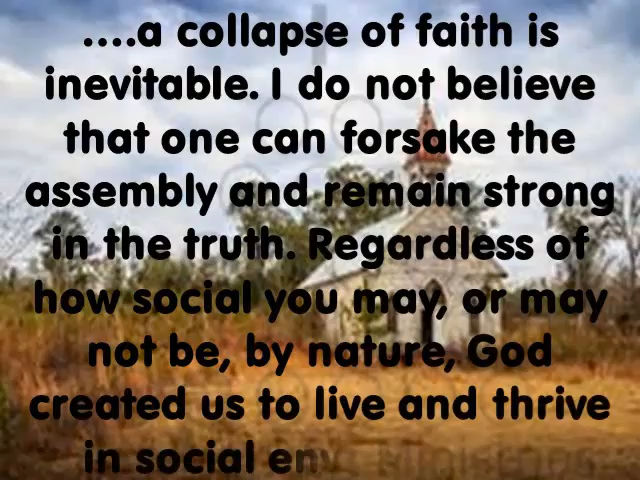 ....a collapse of faith is
inevitable. I do not believe
that one can forsake the
assembly and remain strong
in the truth. Regardless of
how social you may, or may
not be, by nature, God
created us to live and thrive
in social env